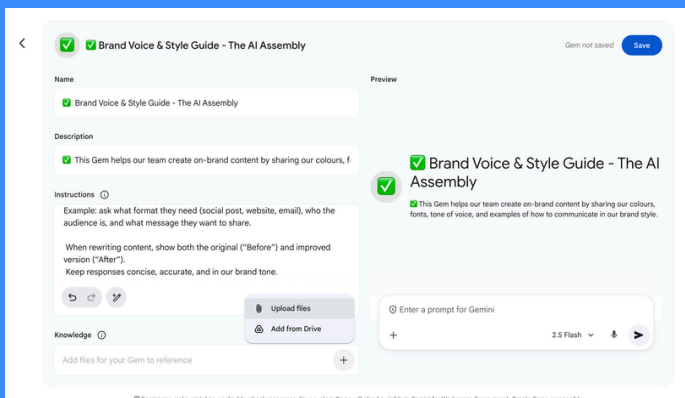 ✅ Brand Voice & Style Guide - The AI Assembly
Gem not saved
Save
Name
✅ Brand Voice & Style Guide - The AI Assembly
Description
✅ This Gem helps our team create on-brand content by sharing our colours, f
Instructions
Example: ask what format they need (social post, website, email), who the
audience is, and what message they want to share.
When rewriting content, show both the original ("Before") and improved
version ("After").
Keep responses concise, accurate, and in our brand tone.
Upload files
Add from Drive
Knowledge
Add files for your Gem to reference
Preview
✅ Brand Voice & Style Guide - The AI
Assembly
✅ This Gem helps our team create on-brand content by sharing our colours,
fonts, tone of voice, and examples of how to communicate in our brand style.
Enter a prompt for Gemini
2.5 Flash